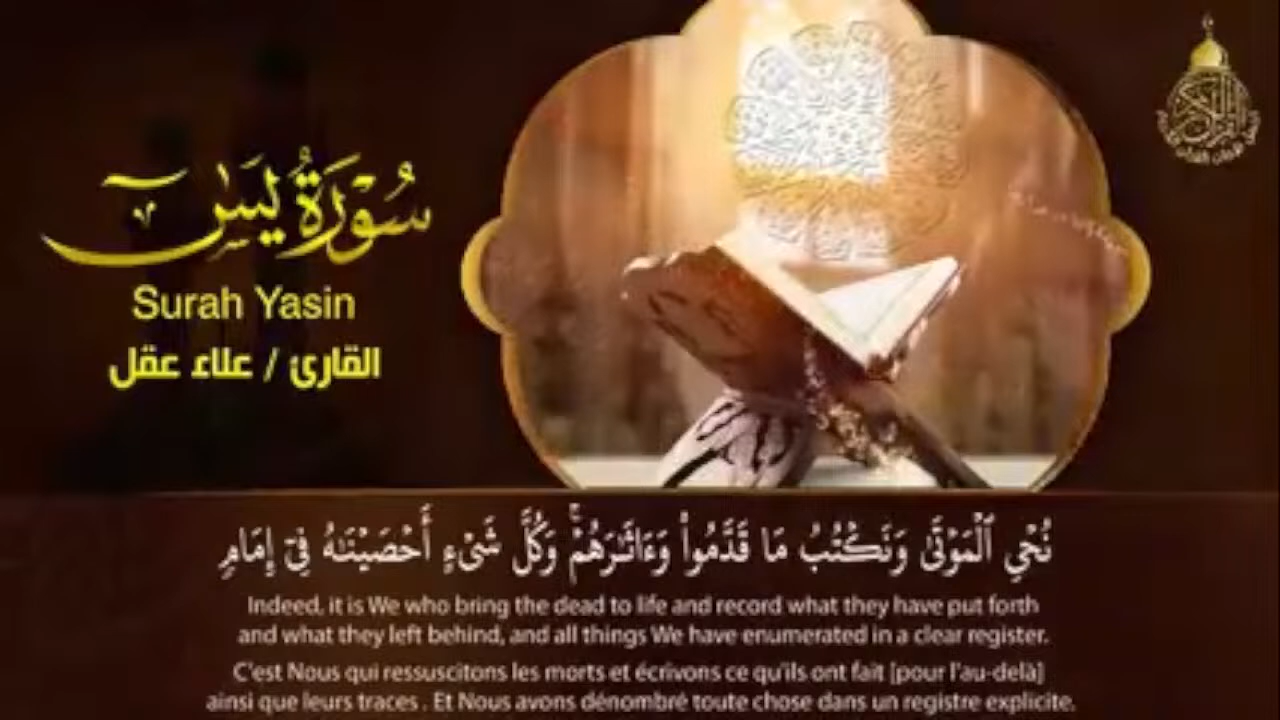 سُورَةُ يسٓ
Surah Yasin
القارئ / علاء عقل
نُحْيِ ٱلْمَوْتَىٰ وَنَكْتُبُ مَا قَدَّمُوا۟ وَءَاثَـٰرَهُمْ ۚ وَكُلَّ شَىْءٍ أَحْصَيْنَـٰهُ فِىٓ إِمَامٍ
Indeed, it is We who bring the dead to life and record what they have put forth
and what they left behind, and all things We have enumerated in a clear register.
C'est Nous qui ressuscitons les morts et écrivons ce qu'ils ont fait [pour l'au-delà]
ainsi que leurs traces . Et Nous avons dénombré toute chose dans un registre explicite.